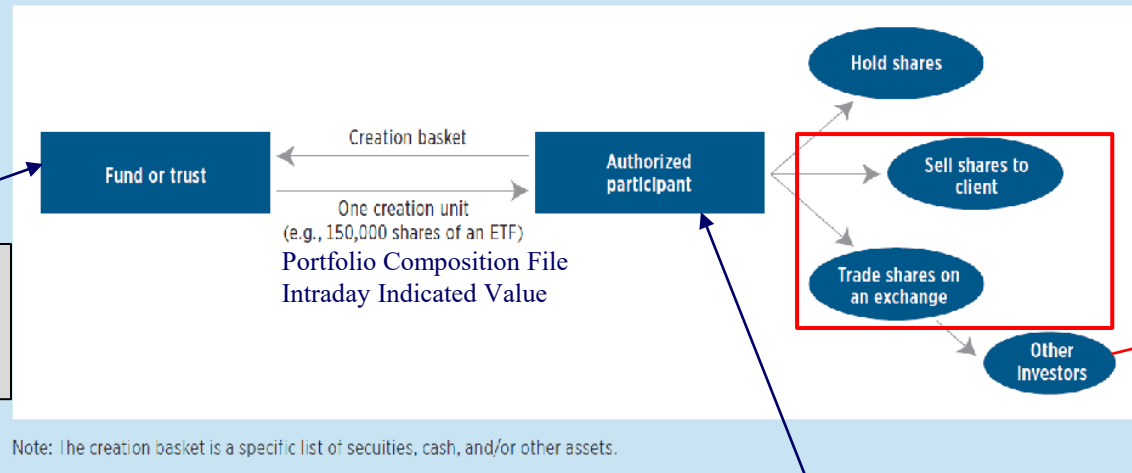 Hold shares
Creation basket
Fund or trust
Authorized
participant
Sell shares to
client
One creation unit
(e.g., 150,000 shares of an ETF)
Portfolio Composition File
Intraday Indicated Value
Trade shares on
an exchange
Other
Investors
Note: The creation basket is a specific list of secuities, cash, and/or other assets.